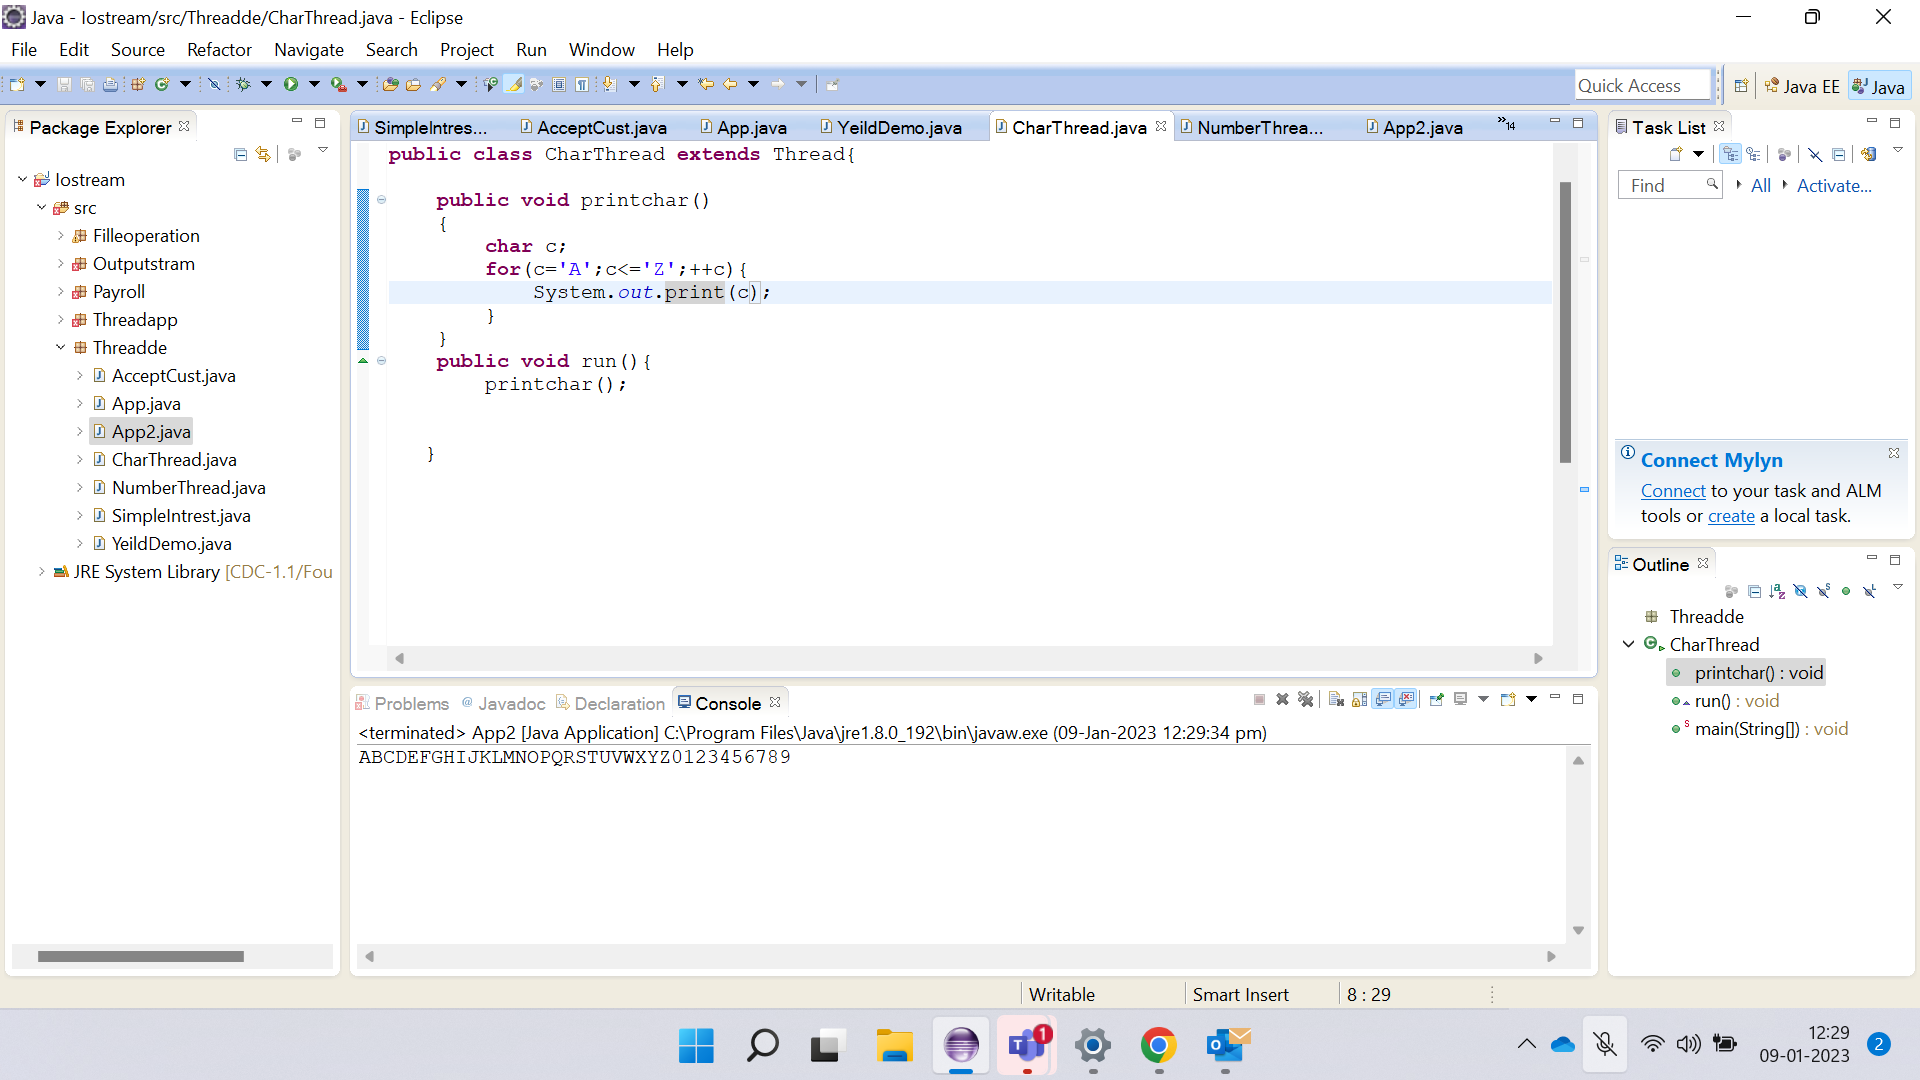 Java - Iostream/src/Threadde/CharThread.java - Eclipse
File Edit Source Refactor Navigate Search Project Run Window Help
Quick Access
Java EE
Java
Package Explorer
Iostream
src
Filleoperation
Outputstram
Payroll
Threadapp
Threadde
AcceptCust.java
App.java
App2.java
CharThread.java
NumberThread.java
SimpleIntrest.java
YeildDemo.java
JRE System Library [CDC-1.1/Fou
SimpleIntres... AcceptCust.java App.java YeildDemo.java CharThread.java NumberThrea... App2.java »14
public class CharThread extends Thread{
public void printchar()
{
char c;
for(c='A';c<='Z';++c){
System.out.print(c);
}
}
public void run(){
printchar();
}
Problems @ Javadoc Declaration Console
<terminated> App2 [Java Application] C:\Program Files\Java\jre1.8.0_192\bin\javaw.exe (09-Jan-2023 12:29:34 pm)
ABCDEFGHIJKLMNOPQRSTUVWXYZ0123456789
Task List
Find All Activate...
Connect Mylyn
Connect to your task and ALM
tools or create a local task.
Outline
Threadde
CharThread
printchar() : void
run() : void
main(String[]) : void
Writable Smart Insert 8 : 29
1
12:29
09-01-2023
2